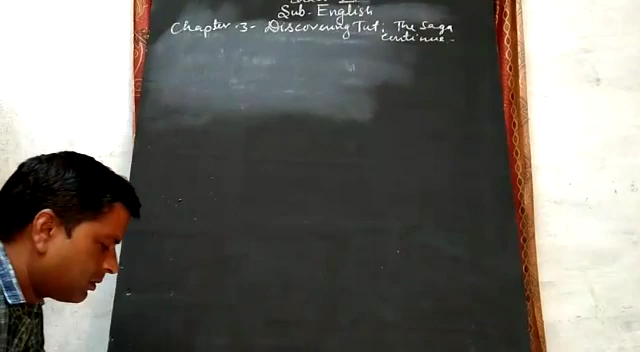 Sub. English
Chapter. 3 - Discovering Tut; The Saga
continue -